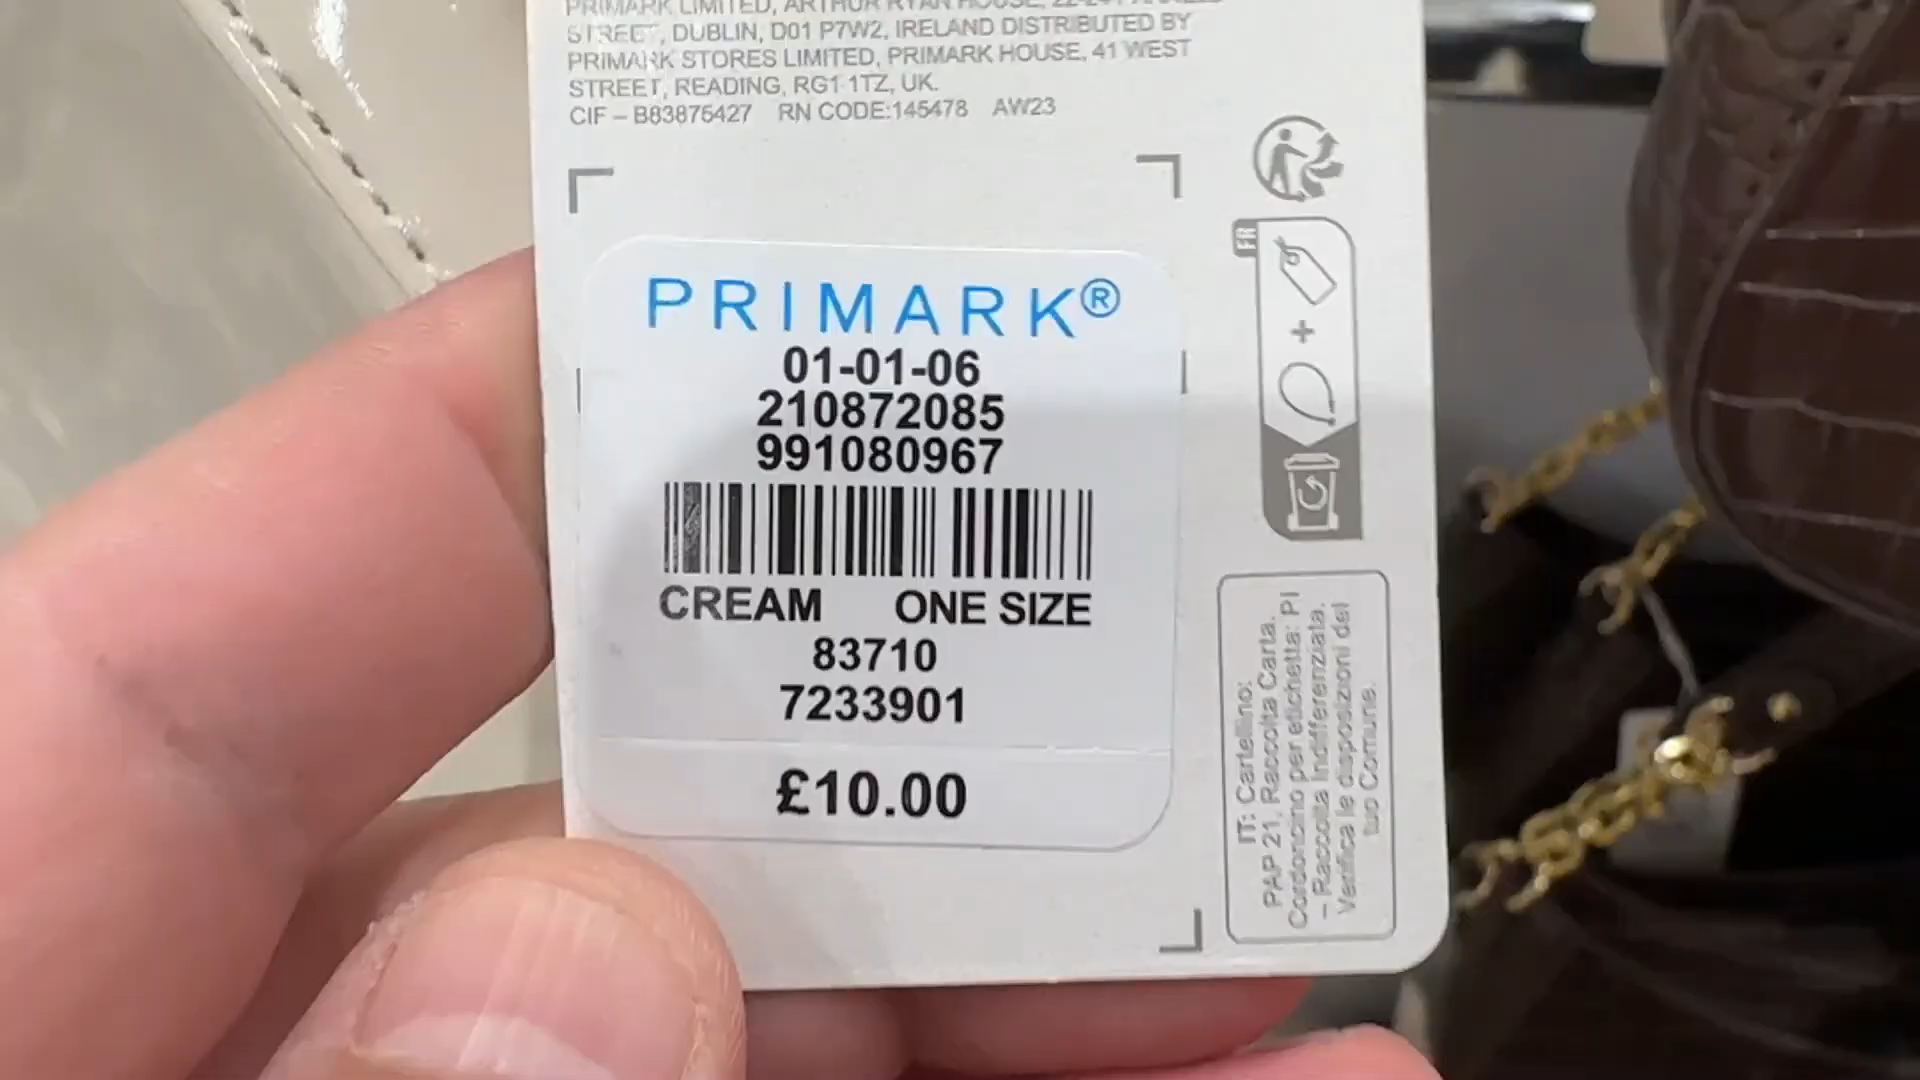 PRIMARK LIMITED, ARTHUR RYAN HOUSE, 22-24
STREET, DUBLIN, D01 P7W2, IRELAND DISTRIBUTED BY
PRIMARK STORES LIMITED, PRIMARK HOUSE, 41 WEST
STREET, READING, RG1 1TZ, UK.
CIF – B83875427 RN CODE:145478 AW23
PRIMARK®
01-01-06
210872085
991080967
CREAM ONE SIZE
83710
7233901
£10.00
FR
+
IT: Cartellino:
PAP 21. Raccolta Carta.
Cordoncino per etichetta: PI
– Raccolta Indifferenziata.
Verifica le disposizioni del
tuo Comune.